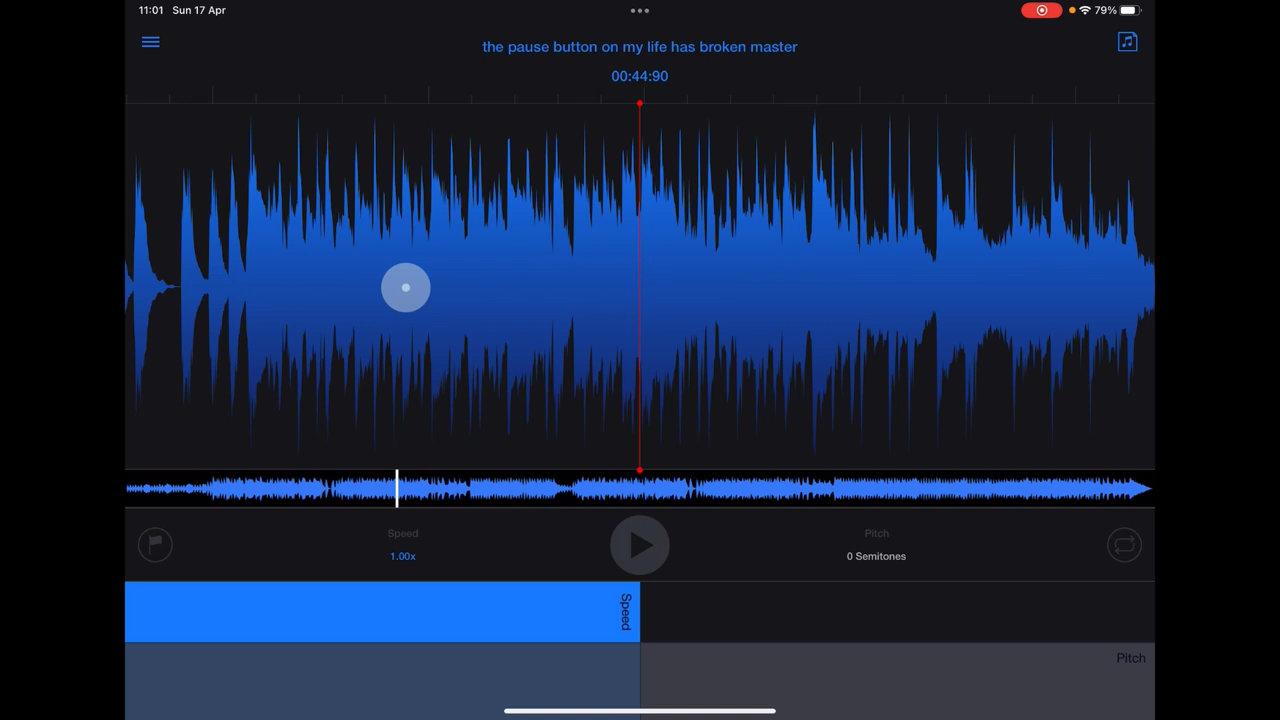 11:01 Sun 17 Apr
79%
the pause button on my life has broken master
00:44:90
Speed
1.00x
Pitch
0 Semitones
Speed
Pitch